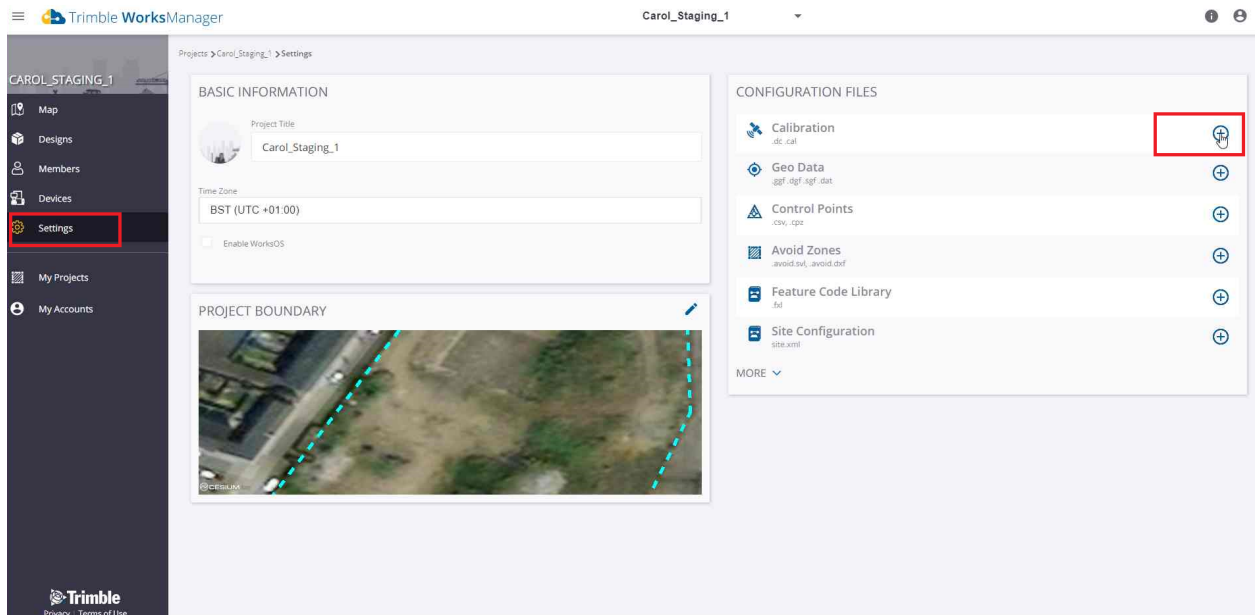 Trimble WorksManager
Carol_Staging_1
Projects > Carol_Staging_1 > Settings
CAROL_STAGING_1
Map
Designs
Members
Devices
Settings
My Projects
My Accounts
Trimble
Privacy | Terms of Use
BASIC INFORMATION
Project Title
Carol_Staging_1
Time Zone
BST (UTC +01:00)
Enable WorksOS
PROJECT BOUNDARY
CESIUM
CONFIGURATION FILES
Calibration
.dc .cal
Geo Data
.ggf .dgf .sgf .dat
Control Points
.csv, .cpz
Avoid Zones
.avoid.svl, .avoid.dxf
Feature Code Library
.fxl
Site Configuration
site.xml
MORE